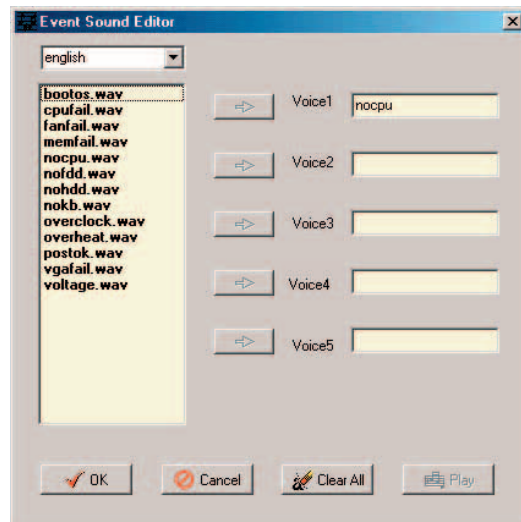 Event Sound Editor
english
bootos.wav
cpufail.wav
fanfail.wav
memfail.wav
nocpu.wav
nofdd.wav
nohdd.wav
nokb.wav
overclock.wav
overheat.wav
postok.wav
vgafail.wav
voltage.wav
Voice1 nocpu
Voice2
Voice3
Voice4
Voice5
OK Cancel Clear All Play